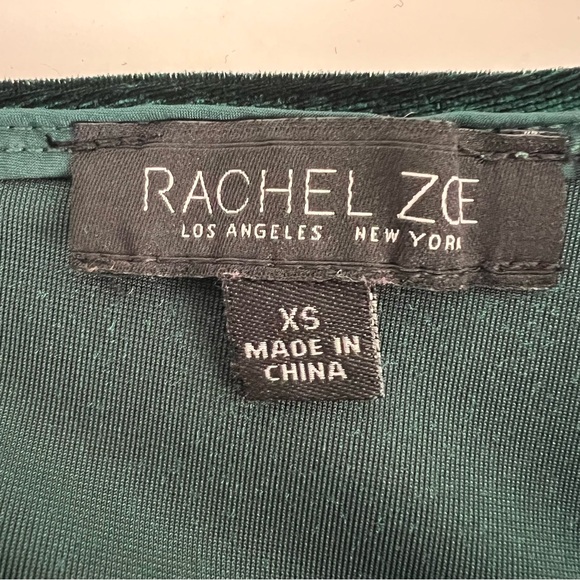 RACHEL ZOE
LOS ANGELES NEW YORK
XS
MADE IN
CHINA